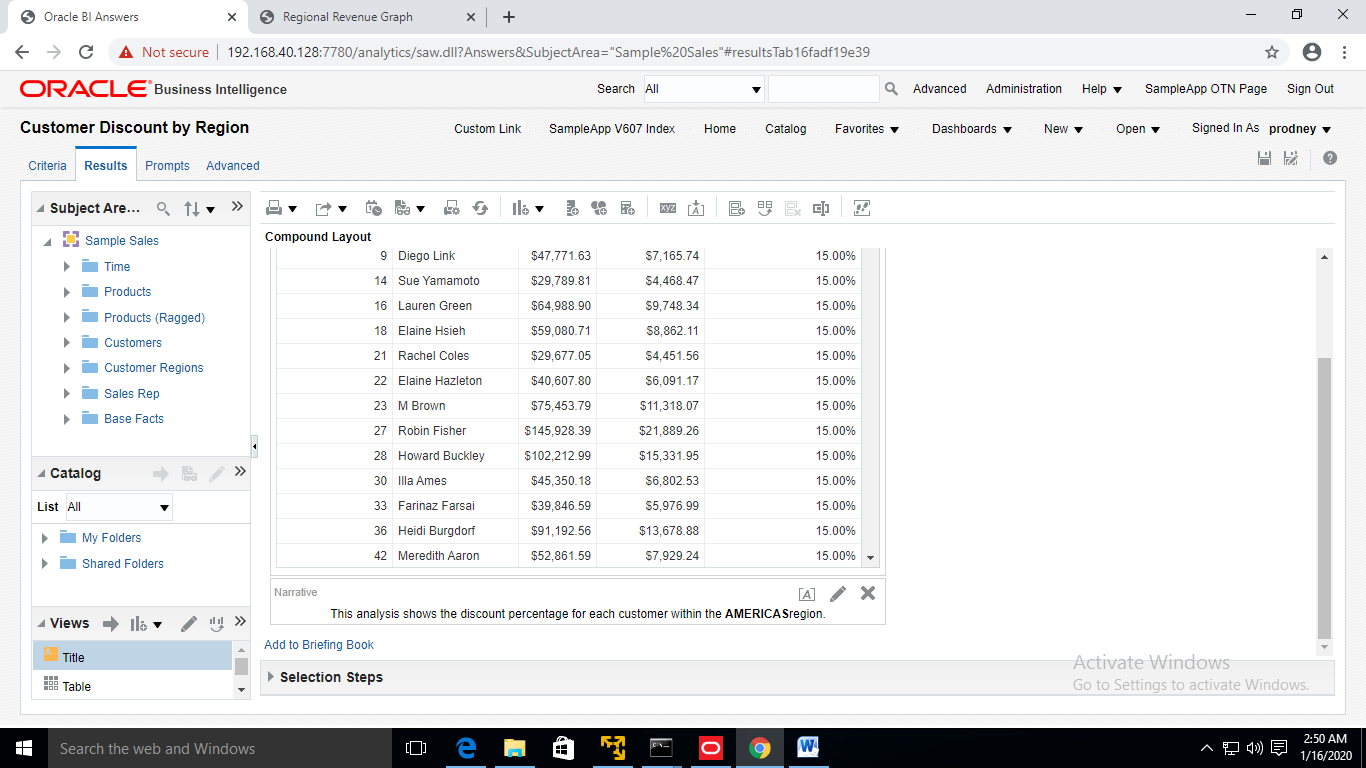 Oracle BI Answers
Regional Revenue Graph
Not secure 192.168.40.128:7780/analytics/saw.dll?Answers&SubjectArea="Sample%20Sales"#resultsTab16fadf19e39
ORACLE Business Intelligence
Search All Advanced Administration Help SampleApp OTN Page Sign Out
Customer Discount by Region
Custom Link SampleApp V607 Index Home Catalog Favorites Dashboards New Open Signed In As prodney
Criteria Results Prompts Advanced
Subject Are...
Sample Sales
Time
Products
Products (Ragged)
Customers
Customer Regions
Sales Rep
Base Facts
Catalog
List All
My Folders
Shared Folders
Views
Title
Table
xyz
Compound Layout
9 Diego Link $47,771.63 $7,165.74 15.00%
14 Sue Yamamoto $29,789.81 $4,468.47 15.00%
16 Lauren Green $64,988.90 $9,748.34 15.00%
18 Elaine Hsieh $59,080.71 $8,862.11 15.00%
21 Rachel Coles $29,677.05 $4,451.56 15.00%
22 Elaine Hazleton $40,607.80 $6,091.17 15.00%
23 M Brown $75,453.79 $11,318.07 15.00%
27 Robin Fisher $145,928.39 $21,889.26 15.00%
28 Howard Buckley $102,212.99 $15,331.95 15.00%
30 Illa Ames $45,350.18 $6,802.53 15.00%
33 Farinaz Farsai $39,846.59 $5,976.99 15.00%
36 Heidi Burgdorf $91,192.56 $13,678.88 15.00%
42 Meredith Aaron $52,861.59 $7,929.24 15.00%
Narrative
This analysis shows the discount percentage for each customer within the AMERICASregion.
Add to Briefing Book
Selection Steps
Activate Windows
Go to Settings to activate Windows.
Search the web and Windows
2:50 AM
1/16/2020